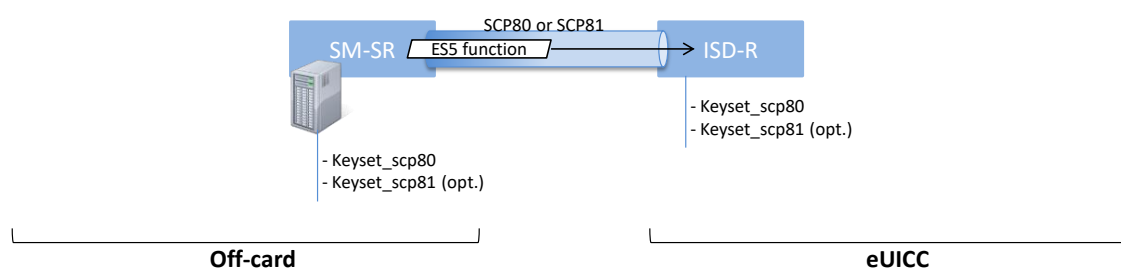 SCP80 or SCP81
SM-SR
ES5 function
ISD-R
- Keyset_scp80
- Keyset_scp81 (opt.)
- Keyset_scp80
- Keyset_scp81 (opt.)
Off-card
eUICC